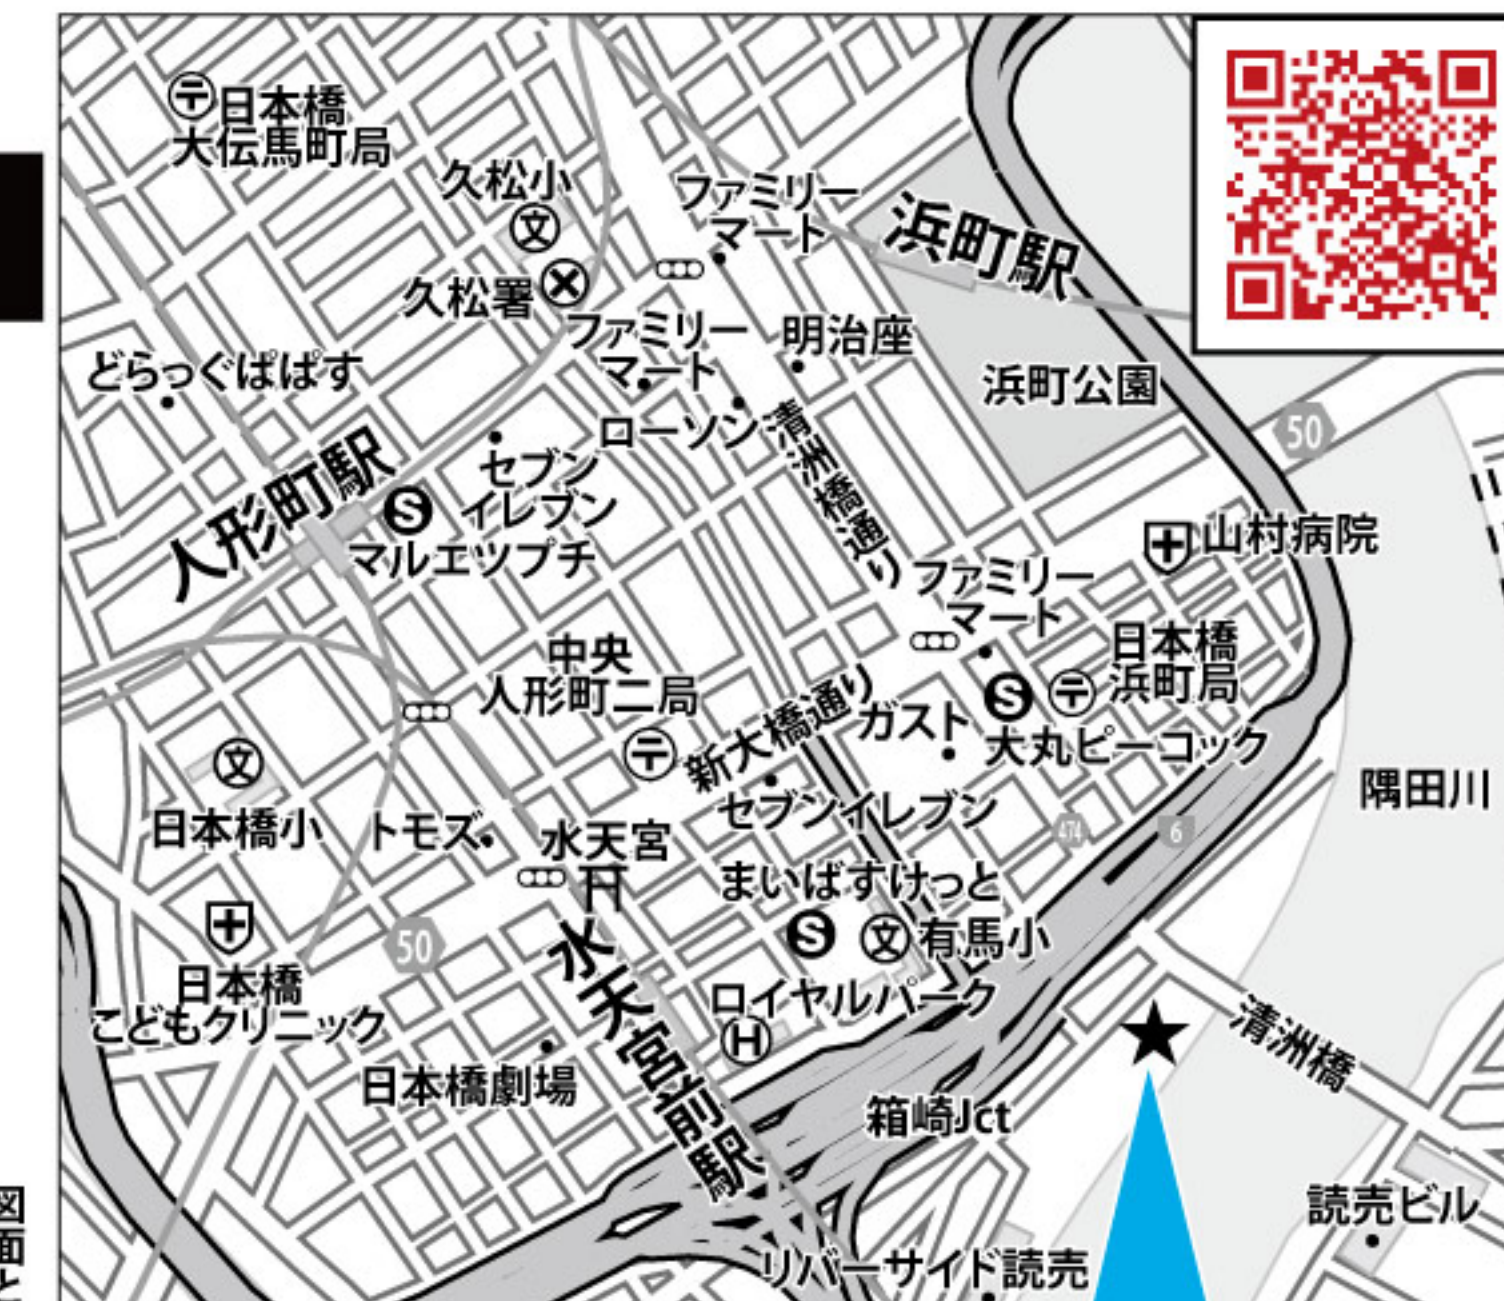 日本橋
大伝馬町局
久松小
文
久松署
ファミリー
マート
浜町駅
ファミリー
マート
明治座
浜町公園
どらっぐぱぱす
ローソン
清洲橋通り
50
セブン
イレブン
人形町駅
S
マルエツプチ
山村病院
ファミリー
マート
日本橋
浜町局
中央
人形町二局
新大橋通り
ガスト
S
大丸ピーコック
セブンイレブン
隅田川
文
日本橋小
トモズ
水天宮
474
6
まいばすけっと
S
文
有馬小
50
日本橋
こどもクリニック
水天宮前駅
ロイヤルパーク
H
清洲橋
日本橋劇場
箱崎Jct
読売ビル
リバーサイド読売
図面と